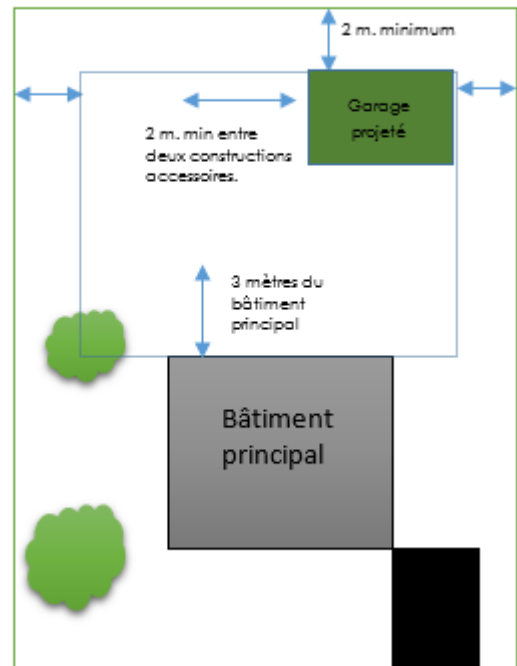 2 m. minimum
Garage
projeté
2 m. min entre
deux constructions
accessoires.
3 mètres du
bâtiment
principal
Bâtiment
principal